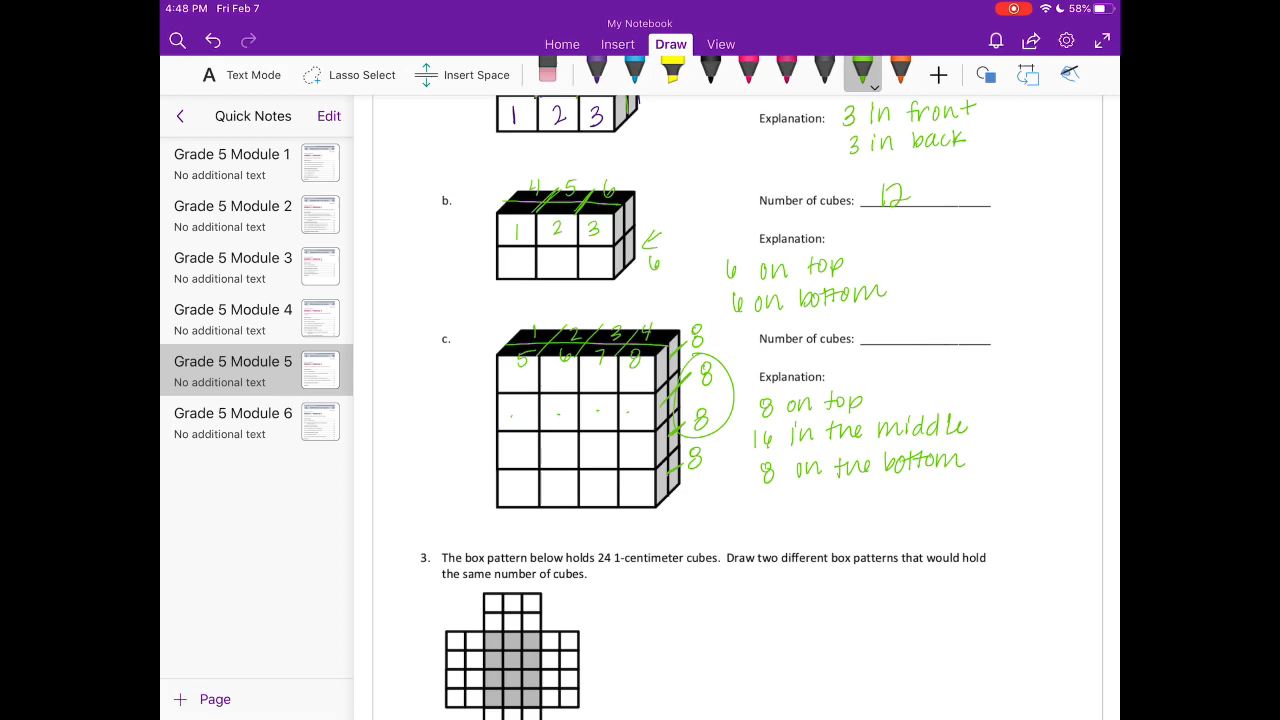 4:48 PM Fri Feb 7
58%
My Notebook
Home Insert Draw View
Text Mode Lasso Select Insert Space
Quick Notes Edit
Grade 5 Module 1
No additional text
Grade 5 Module 2
No additional text
Grade 5 Module 3
No additional text
Grade 5 Module 4
No additional text
Grade 5 Module 5
No additional text
Grade 6 Module 6
No additional text
Page
1 2 3
Explanation: 3 in front
3 in back
b.
4 5 6
1 2 3
6
Number of cubes: 12
Explanation:
6 on top
6 on bottom
c.
1 2 3 4 8
5 6 7 8 8
8
8
Number of cubes:
Explanation:
8 on top
16 in the middle
8 on the bottom
3. The box pattern below holds 24 1-centimeter cubes. Draw two different box patterns that would hold
the same number of cubes.